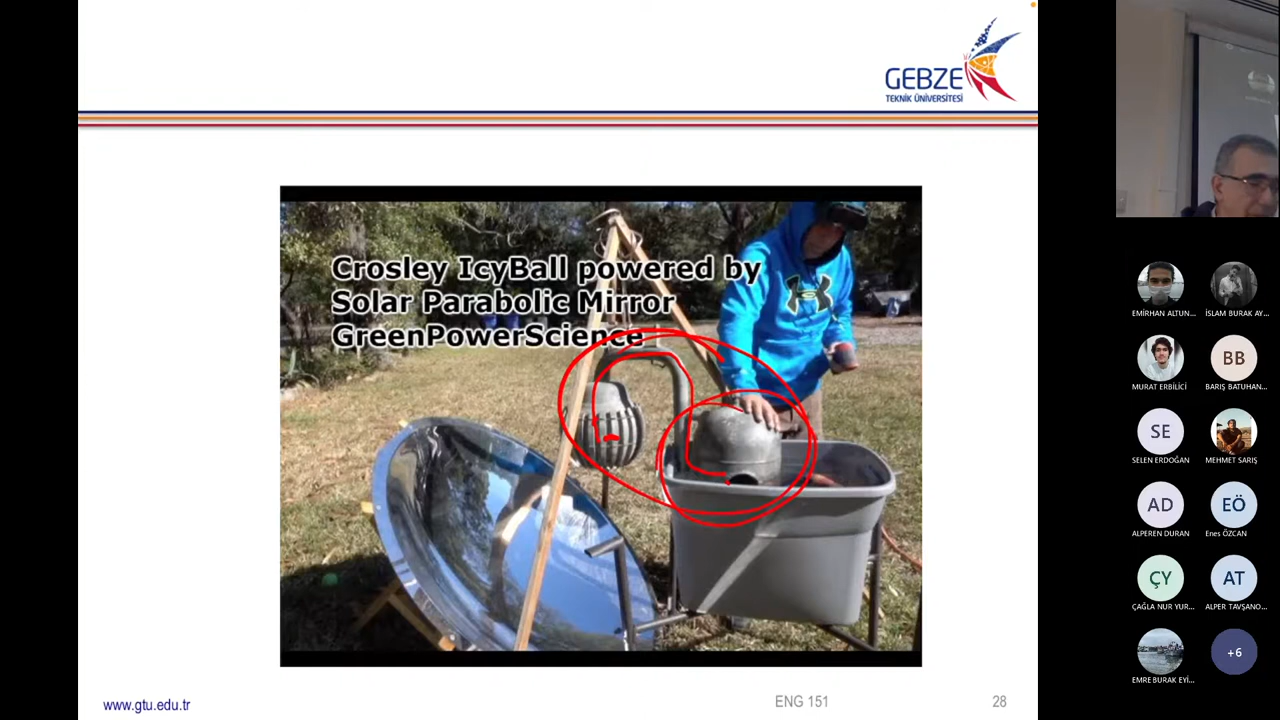 GEBZE
TEKNİK ÜNİVERSİTESİ
Crosley IcyBall powered by
Solar Parabolic Mirror
GreenPowerScience
www.gtu.edu.tr
ENG 151
28
EMİRHAN ALTUN...
İSLAM BURAK AY...
MURAT ERBİLİCİ
BB
BARIŞ BATUHAN...
SE
SELEN ERDOĞAN
MEHMET SARIŞ
AD
ALPEREN DURAN
EÖ
Enes ÖZCAN
ÇY
ÇAĞLA NUR YUR...
AT
ALPER TAVŞANO...
EMRE BURAK EYİ...
+6